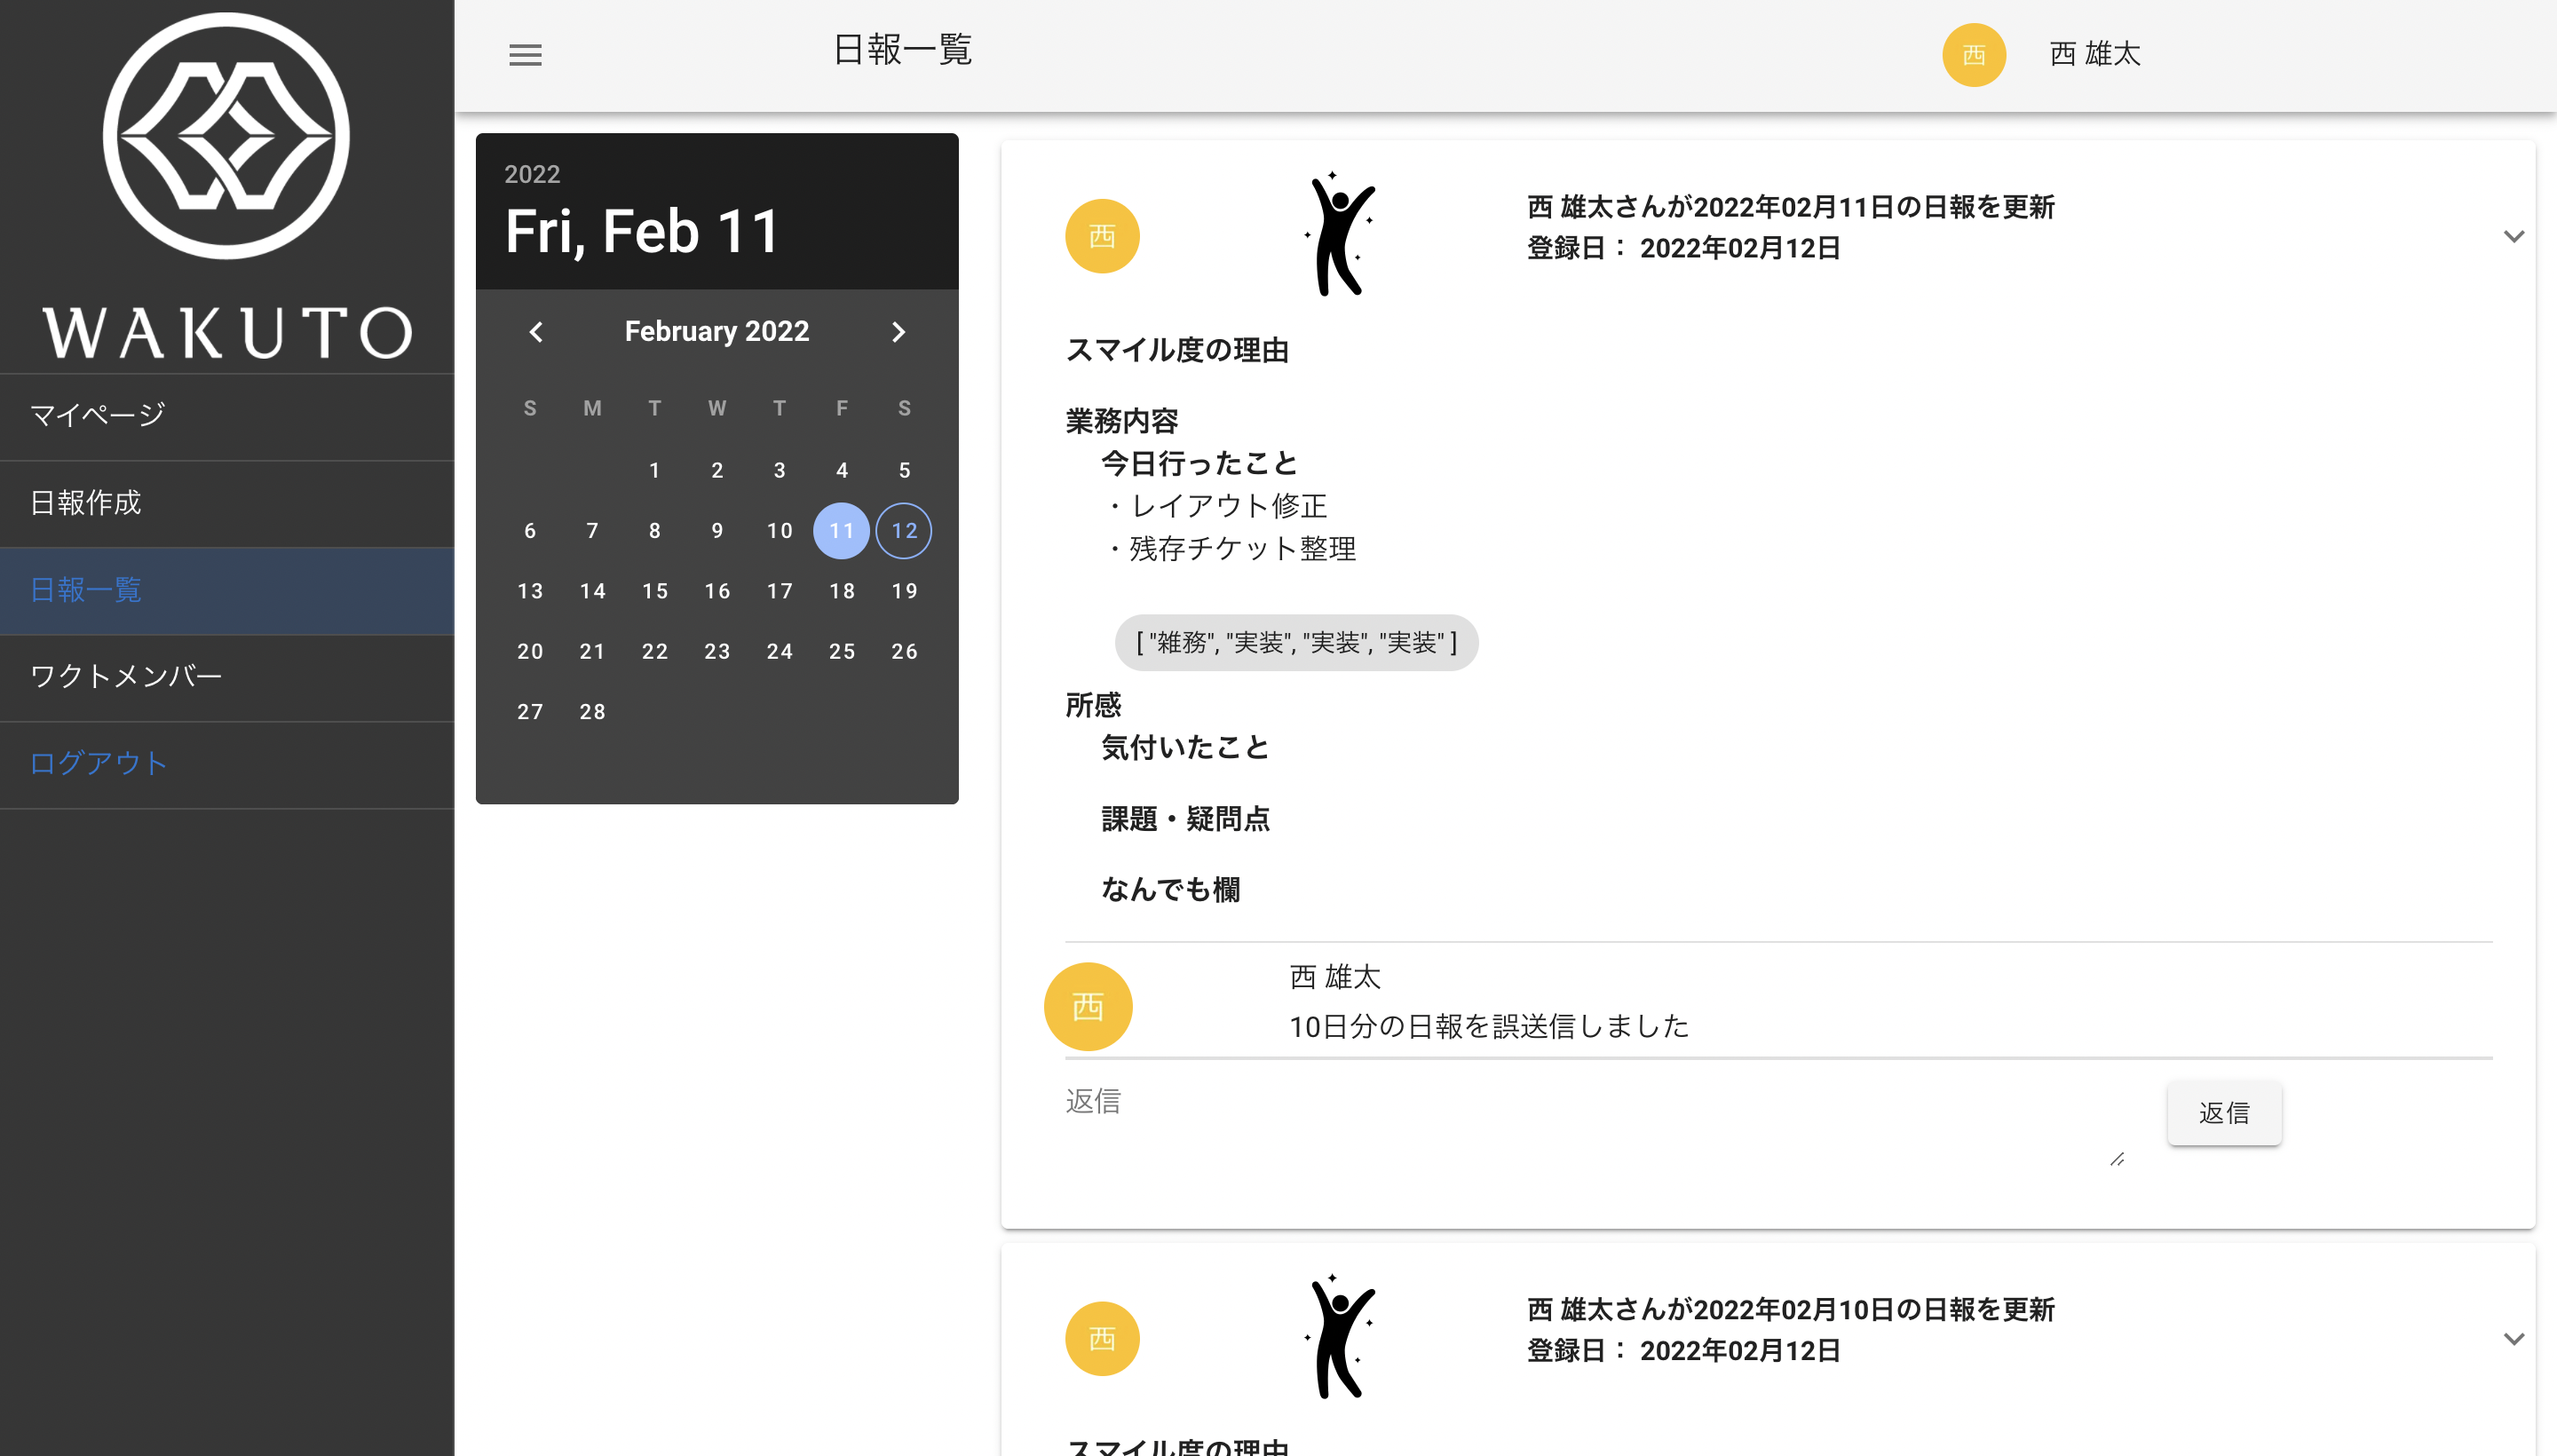 WAKUTO
マイページ
日報作成
日報一覧
ワクトメンバー
ログアウト
日報一覧
西
西 雄太
2022
Fri, Feb 11
February 2022
S M T W T F S
1 2 3 4 5
6 7 8 9 10 11 12
13 14 15 16 17 18 19
20 21 22 23 24 25 26
27 28
西
西 雄太さんが2022年02月11日の日報を更新
登録日： 2022年02月12日
スマイル度の理由
業務内容
今日行ったこと
・レイアウト修正
・残存チケット整理
[ "雑務", "実装", "実装", "実装" ]
所感
気付いたこと
課題・疑問点
なんでも欄
西
西 雄太
10日分の日報を誤送信しました
返信
返信
西
西 雄太さんが2022年02月10日の日報を更新
登録日： 2022年02月12日
スマイル度の理由